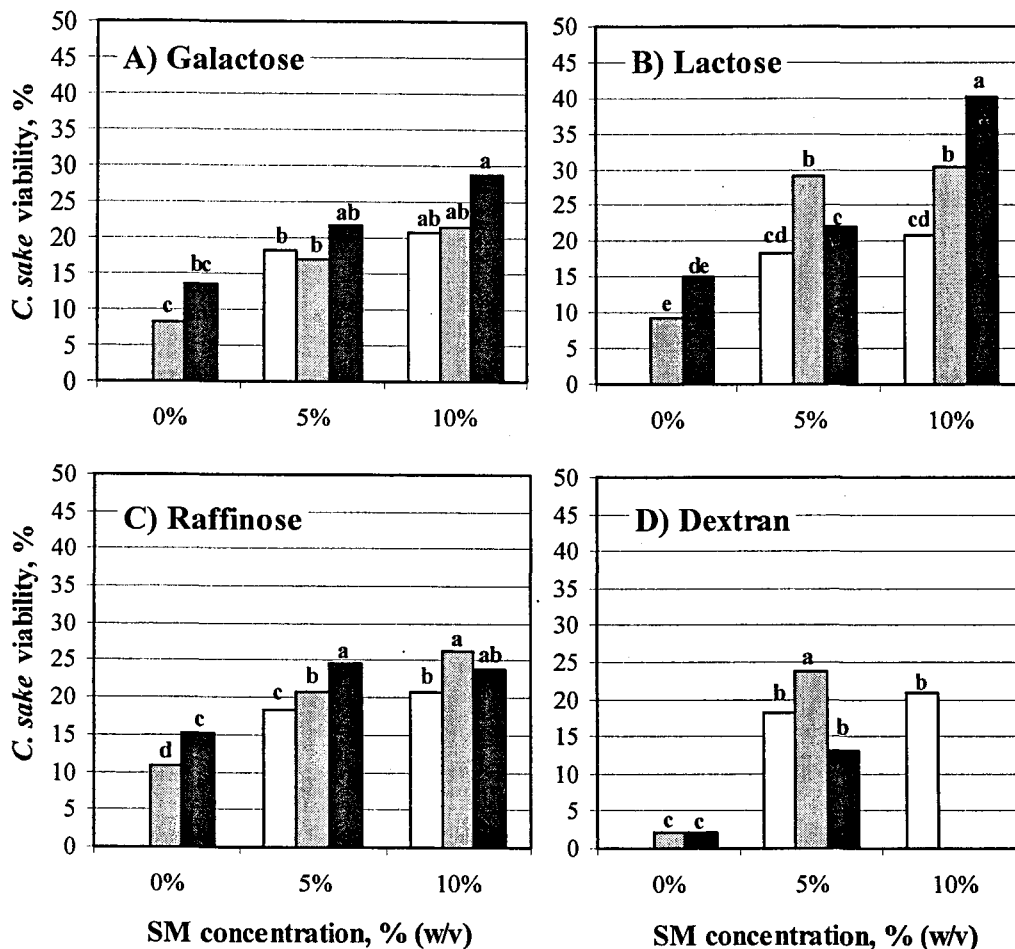 A) Galactose
C. sake viability, %
50
45
40
35
30
25
20
15
10
5
0
c
bc
b
b
ab
ab
ab
a
0%
5%
10%
B) Lactose
50
45
40
35
30
25
20
15
10
5
0
e
de
cd
b
c
cd
b
a
0%
5%
10%
C) Raffinose
C. sake viability, %
50
45
40
35
30
25
20
15
10
5
0
d
c
c
b
a
b
a
ab
0%
5%
10%
SM concentration, % (w/v)
D) Dextran
50
45
40
35
30
25
20
15
10
5
0
c
c
b
a
b
b
0%
5%
10%
SM concentration, % (w/v)